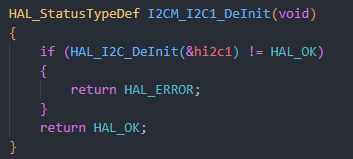 HAL_StatusTypeDef I2CM_I2C1_DeInit(void)
{
    if (HAL_I2C_DeInit(&hi2c1) != HAL_OK)
    {
        return HAL_ERROR;
    }
    return HAL_OK;
}